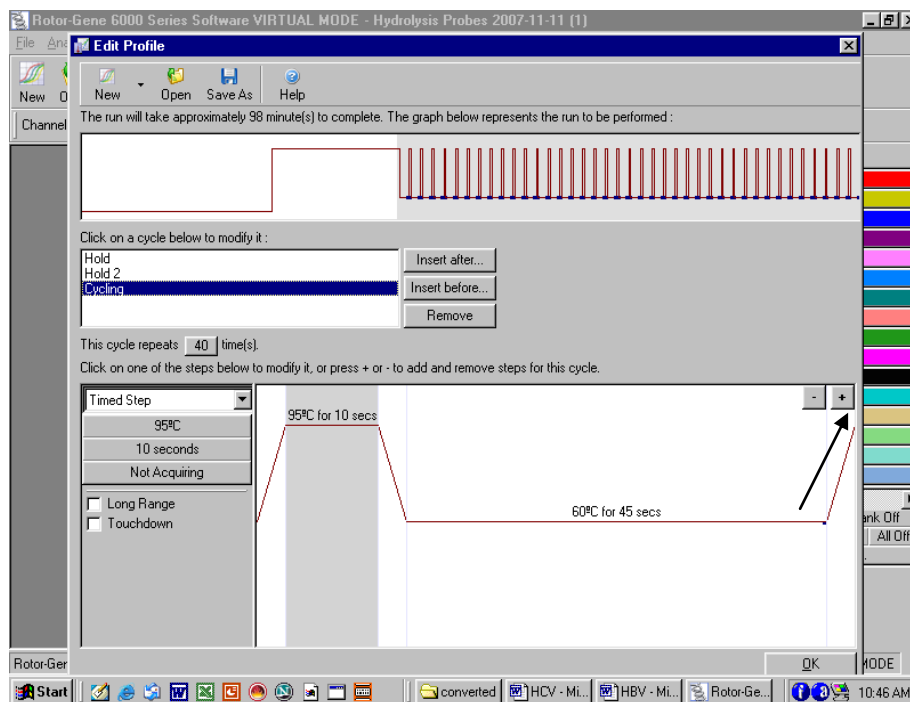 Rotor-Gene 6000 Series Software VIRTUAL MODE - Hydrolysis Probes 2007-11-11 (1)
File Ana
Edit Profile
New
New Open Save As Help
Channel
The run will take approximately 98 minute(s) to complete. The graph below represents the run to be performed :
Click on a cycle below to modify it :
Hold
Hold 2
Cycling
Insert after...
Insert before...
Remove
This cycle repeats 40 time(s).
Click on one of the steps below to modify it, or press + or - to add and remove steps for this cycle.
Timed Step
- +
95ºC
10 seconds
Not Acquiring
Long Range
Touchdown
95ºC for 10 secs
60ºC for 45 secs
ank Off
All Off
OK
Rotor-Ger
MODE
Start
converted
HCV - Mi...
HBV - Mi...
Rotor-Ge...
10:46 AM